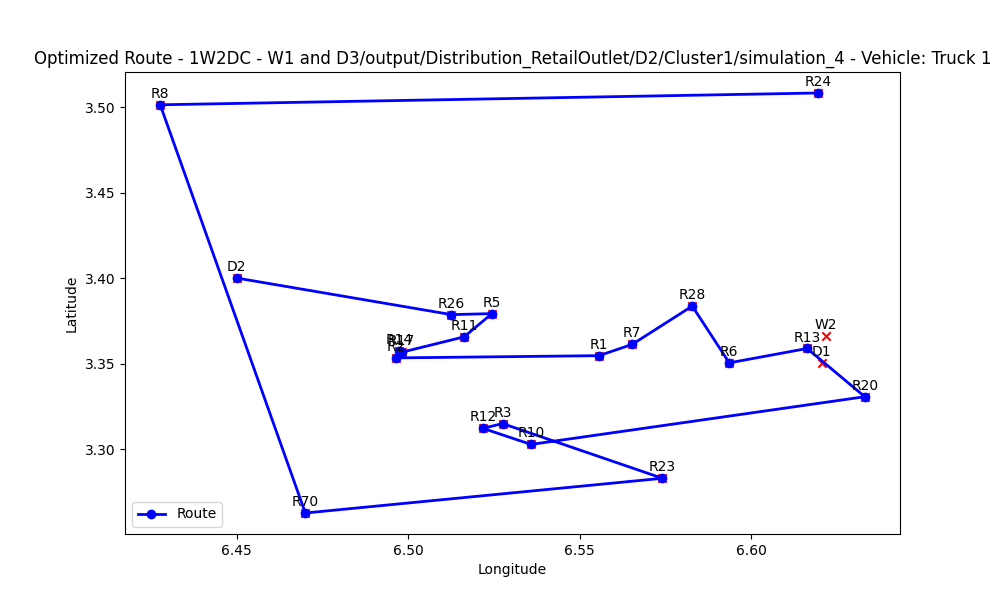 Optimized Route - 1W2DC - W1 and D3/output/Distribution_RetailOutlet/D2/Cluster1/simulation_4 - Vehicle: Truck 1
R8
R24
3.50
3.45
D2
3.40
R26
R5
R28
R11
W2
R14
R7
R13
R1
R6
D1
3.35
R20
R12
R3
R10
3.30
R23
R70
Route
6.45
6.50
6.55
6.60
Longitude
Latitude